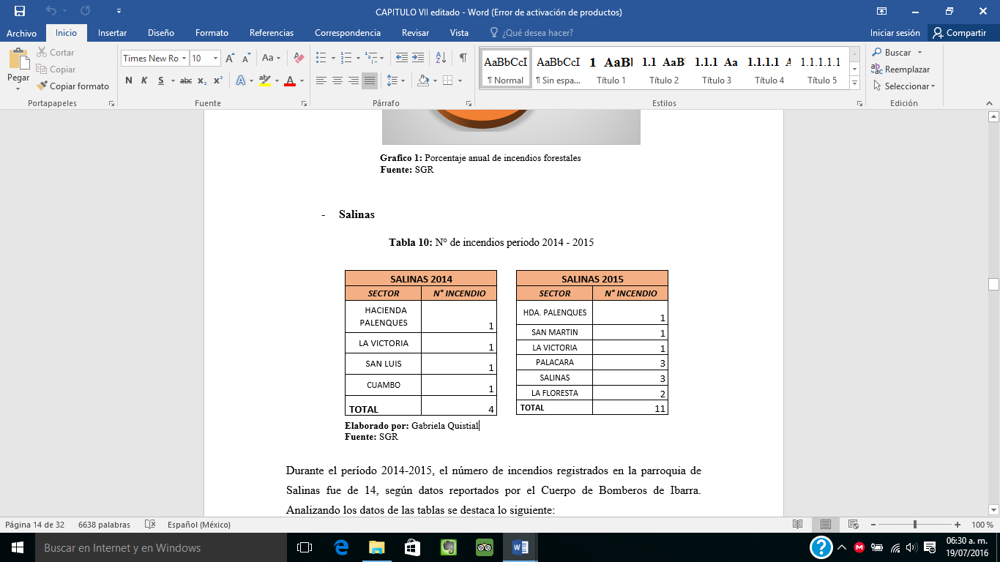 CAPITULO VII editado - Word (Error de activación de productos)
Archivo Inicio Insertar Diseño Formato Referencias Correspondencia Revisar Vista ¿Qué desea hacer? Iniciar sesión Compartir
Pegar
Cortar
Copiar
Copiar formato
Portapapeles
Times New Ro 10
Aa
N K S abc x₂ x² A ab A
Fuente
Párrafo
AaBbCcI AaBbCcI 1 AaBl 1.1 AaBl 1.1.1 Aa 1.1.1.1 A 1.1.1.1.1
¶ Normal ¶ Sin espa... Título 1 Título 2 Título 3 Título 4 Título 5
Estilos
Buscar
Reemplazar
Seleccionar
Edición
Grafico 1: Porcentaje anual de incendios forestales
Fuente: SGR
- Salinas
Tabla 10: N° de incendios periodo 2014 - 2015
SALINAS 2014
SECTOR N° INCENDIO
HACIENDA
PALENQUES 1
LA VICTORIA 1
SAN LUIS 1
CUAMBO 1
TOTAL 4
SALINAS 2015
SECTOR N° INCENDIO
HDA. PALENQUES 1
SAN MARTIN 1
LA VICTORIA 1
PALACARA 3
SALINAS 3
LA FLORESTA 2
TOTAL 11
Elaborado por: Gabriela Quistial
Fuente: SGR
Durante el período 2014-2015, el número de incendios registrados en la parroquia de
Salinas fue de 14, según datos reportados por el Cuerpo de Bomberos de Ibarra.
Analizando los datos de las tablas se destaca lo siguiente:
Página 14 de 32 6638 palabras Español (México) 100 %
Buscar en Internet y en Windows
06:30 a. m.
19/07/2016